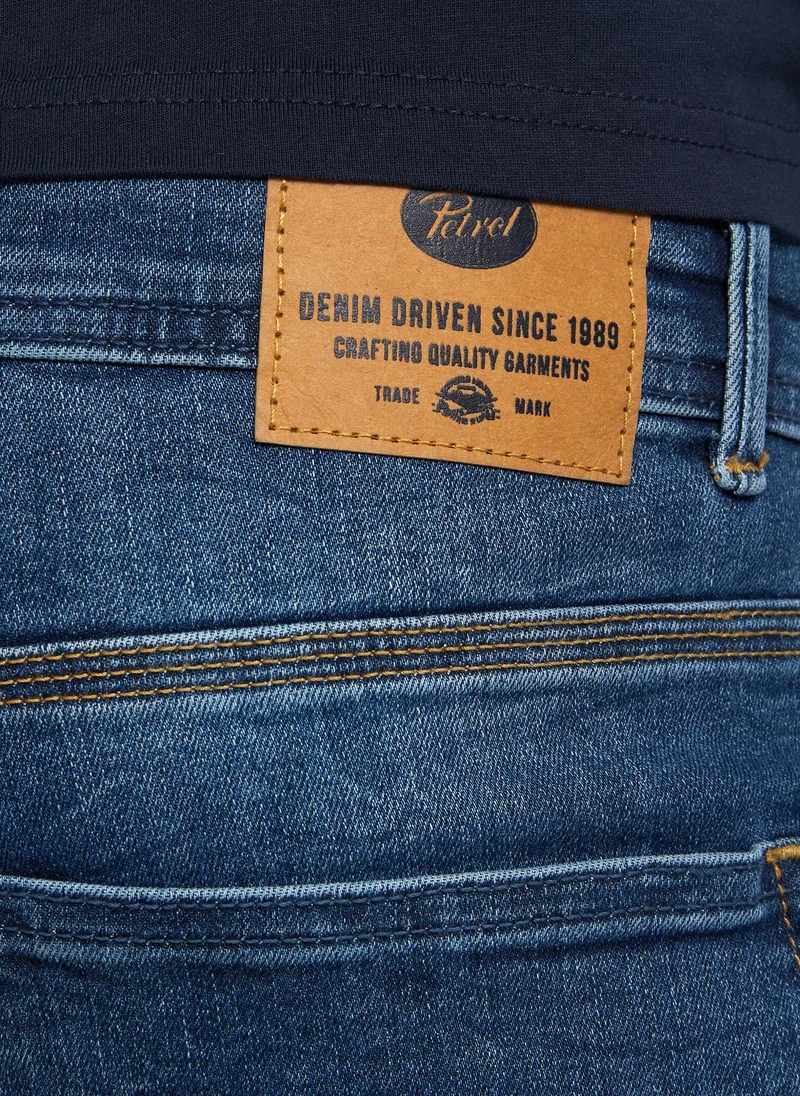 Petrol
DENIM DRIVEN SINCE 1989
CRAFTING QUALITY GARMENTS
TRADE MARK